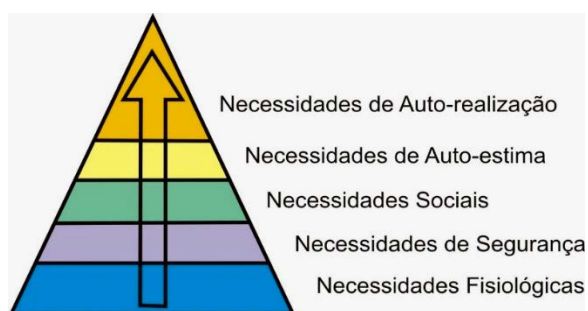 Necessidades de Auto-realização
Necessidades de Auto-estima
Necessidades Sociais
Necessidades de Segurança
Necessidades Fisiológicas